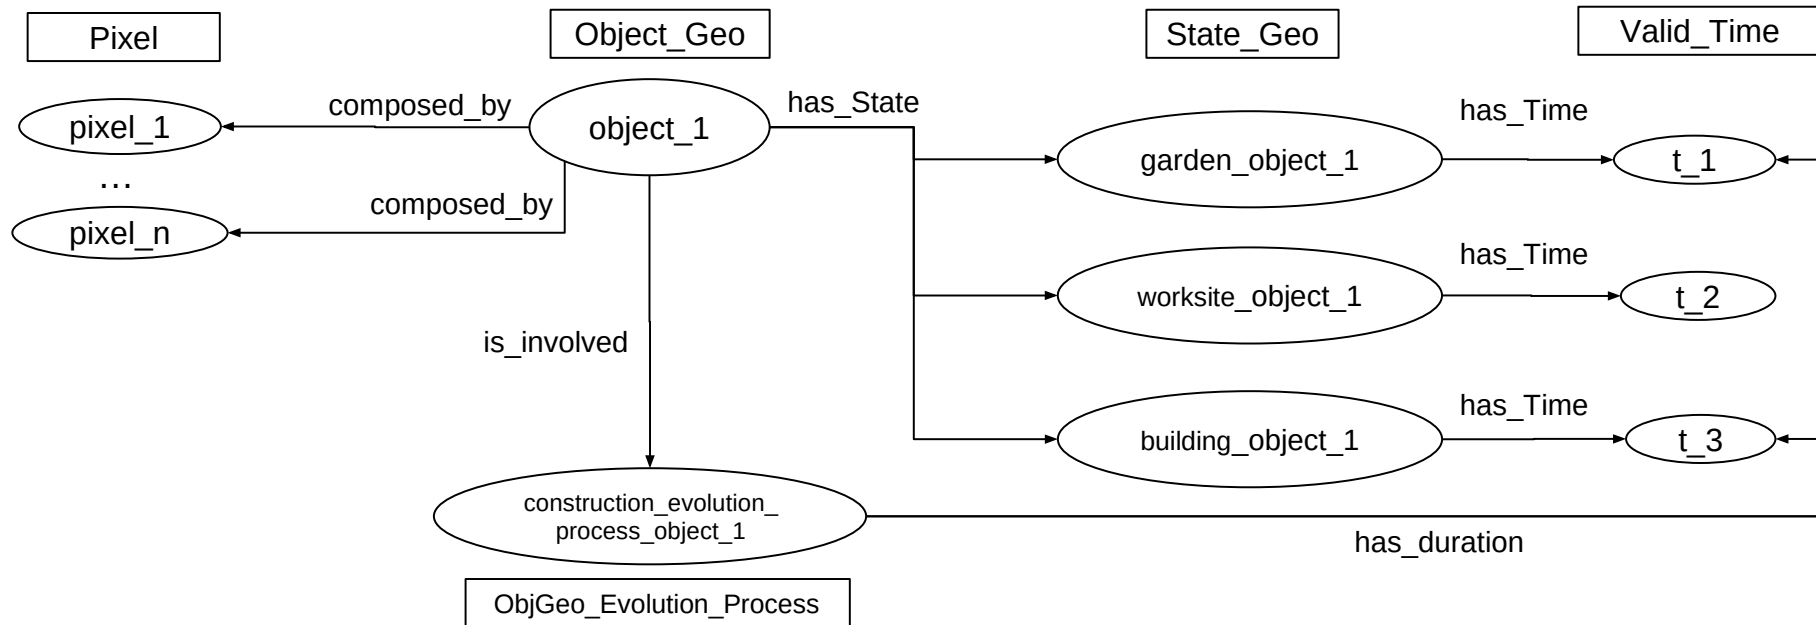 Pixel
Object_Geo
State_Geo
Valid_Time
composed_by
has_State
has_Time
pixel_1
object_1
garden_object_1
t_1
...
composed_by
pixel_n
has_Time
worksite_object_1
t_2
is_involved
has_Time
building_object_1
t_3
construction_evolution_
process_object_1
has_duration
ObjGeo_Evolution_Process